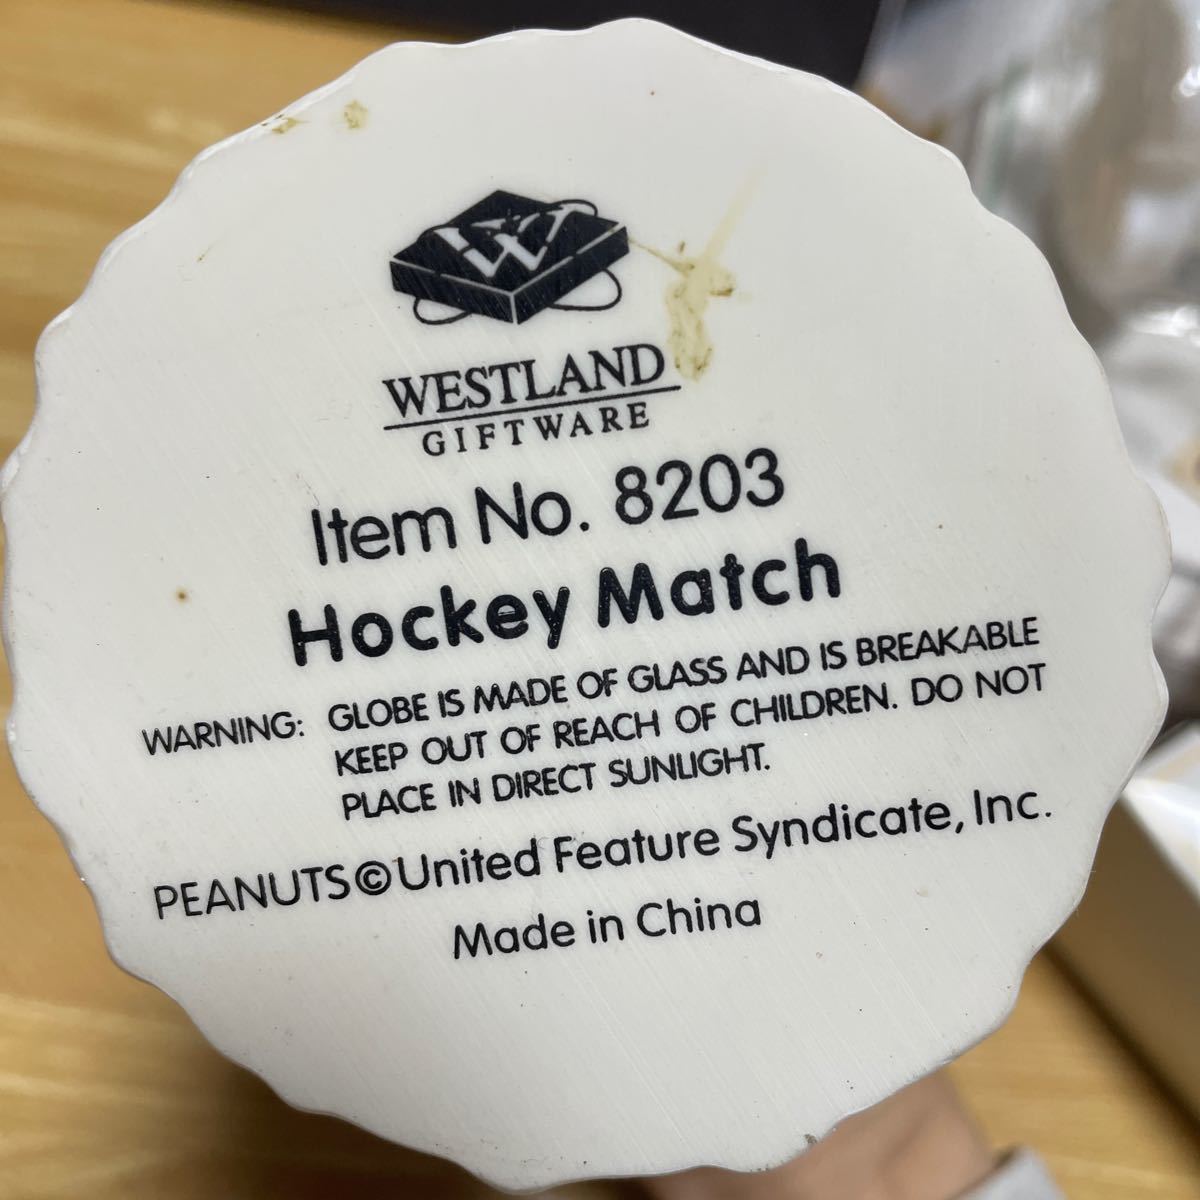 W
WESTLAND
GIFTWARE
Item No. 8203
Hockey Match
WARNING: GLOBE IS MADE OF GLASS AND IS BREAKABLE
KEEP OUT OF REACH OF CHILDREN. DO NOT
PLACE IN DIRECT SUNLIGHT.
PEANUTS © United Feature Syndicate, Inc.
Made in China